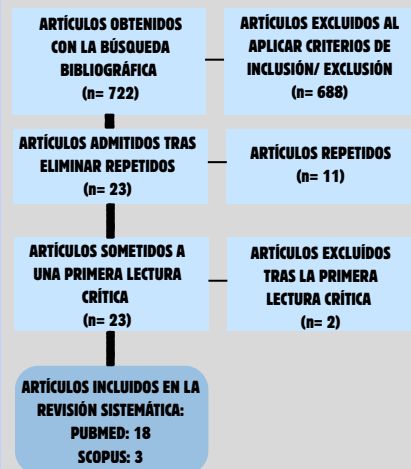 ARTÍCULOS OBTENIDOS
CON LA BÚSQUEDA
BIBLIOGRÁFICA
(n= 722)
ARTÍCULOS EXCLUIDOS AL
APLICAR CRITERIOS DE
INCLUSIÓN/ EXCLUSIÓN
(n= 688)
ARTÍCULOS ADMITIDOS TRAS
ELIMINAR REPETIDOS
(n= 23)
ARTÍCULOS REPETIDOS
(n= 11)
ARTÍCULOS SOMETIDOS A
UNA PRIMERA LECTURA
CRÍTICA
(n= 23)
ARTÍCULOS EXCLUÍDOS
TRAS LA PRIMERA
LECTURA CRÍTICA
(n= 2)
ARTÍCULOS INCLUIDOS EN LA
REVISIÓN SISTEMÁTICA:
PUBMED: 18
SCOPUS: 3